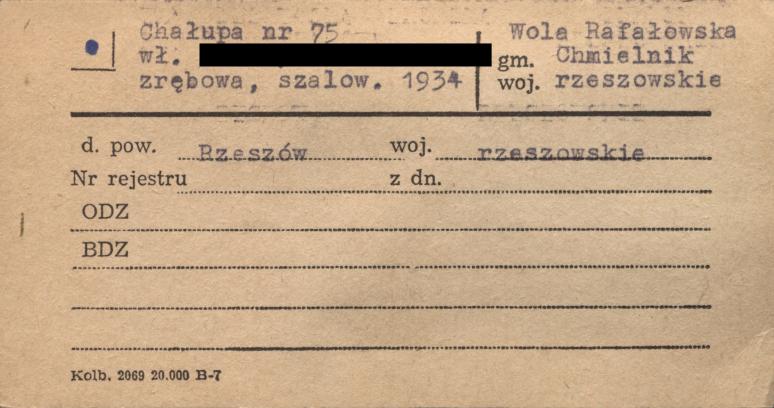 Chałupa nr 75
wł.
zrębowa, szalow. 1934
Wola Rafałowska
gm. Chmielnik
woj. rzeszowskie
d. pow. Rzeszów woj. rzeszowskie
Nr rejestru z dn.
ODZ
BDZ
Kolb. 2069 20.000 B-7